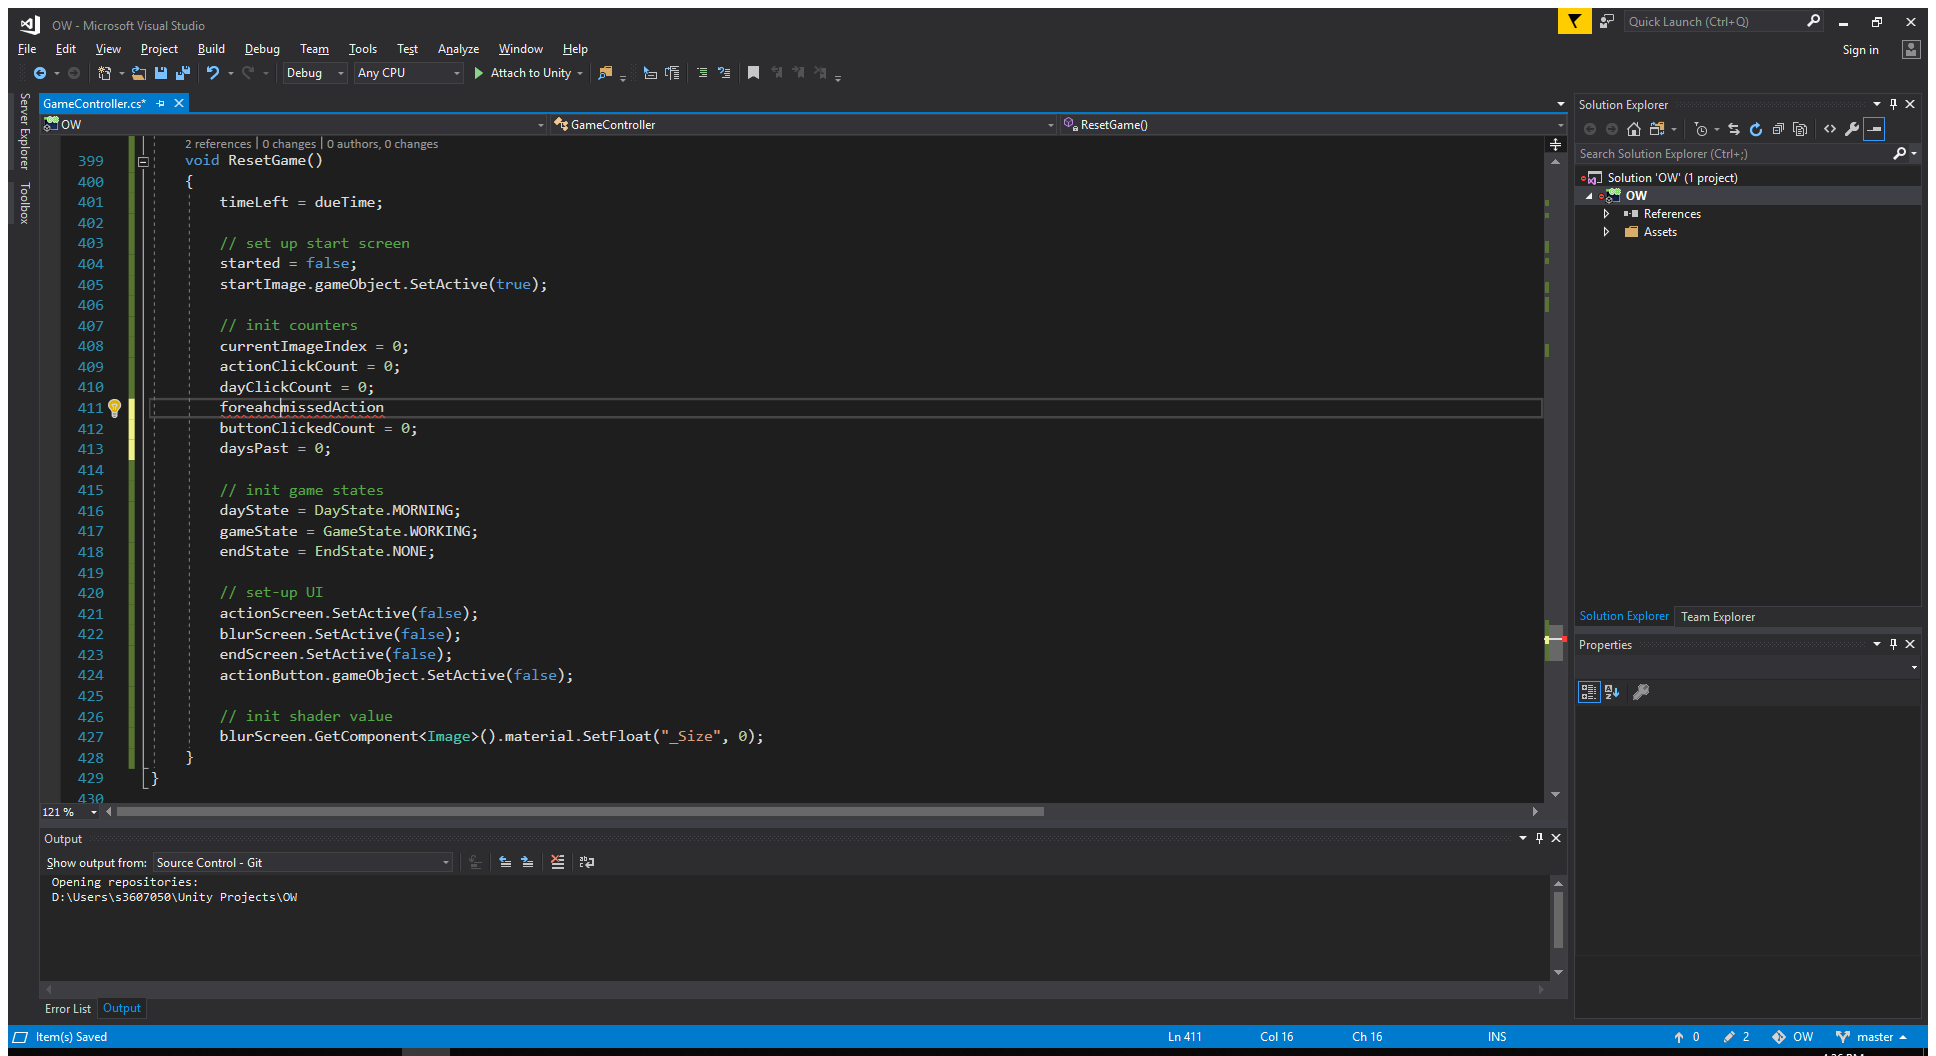 OW - Microsoft Visual Studio
Quick Launch (Ctrl+Q)
File Edit View Project Build Debug Team Tools Test Analyze Window Help
Sign in
Debug Any CPU Attach to Unity
Server Explorer
Toolbox
GameController.cs*
OW GameController ResetGame()
2 references | 0 changes | 0 authors, 0 changes
399 void ResetGame()
400 {
401 timeLeft = dueTime;
402
403 // set up start screen
404 started = false;
405 startImage.gameObject.SetActive(true);
406
407 // init counters
408 currentImageIndex = 0;
409 actionClickCount = 0;
410 dayClickCount = 0;
411 foreahcmissedAction
412 buttonClickedCount = 0;
413 daysPast = 0;
414
415 // init game states
416 dayState = DayState.MORNING;
417 gameState = GameState.WORKING;
418 endState = EndState.NONE;
419
420 // set-up UI
421 actionScreen.SetActive(false);
422 blurScreen.SetActive(false);
423 endScreen.SetActive(false);
424 actionButton.gameObject.SetActive(false);
425
426 // init shader value
427 blurScreen.GetComponent<Image>().material.SetFloat("_Size", 0);
428 }
429 }
430
121 %
Solution Explorer
Search Solution Explorer (Ctrl+;)
Solution 'OW' (1 project)
OW
References
Assets
Solution Explorer Team Explorer
Properties
Output
Show output from: Source Control - Git
Opening repositories:
D:\Users\s3607050\Unity Projects\OW
Error List Output
Item(s) Saved Ln 411 Col 16 Ch 16 INS 0 2 OW master